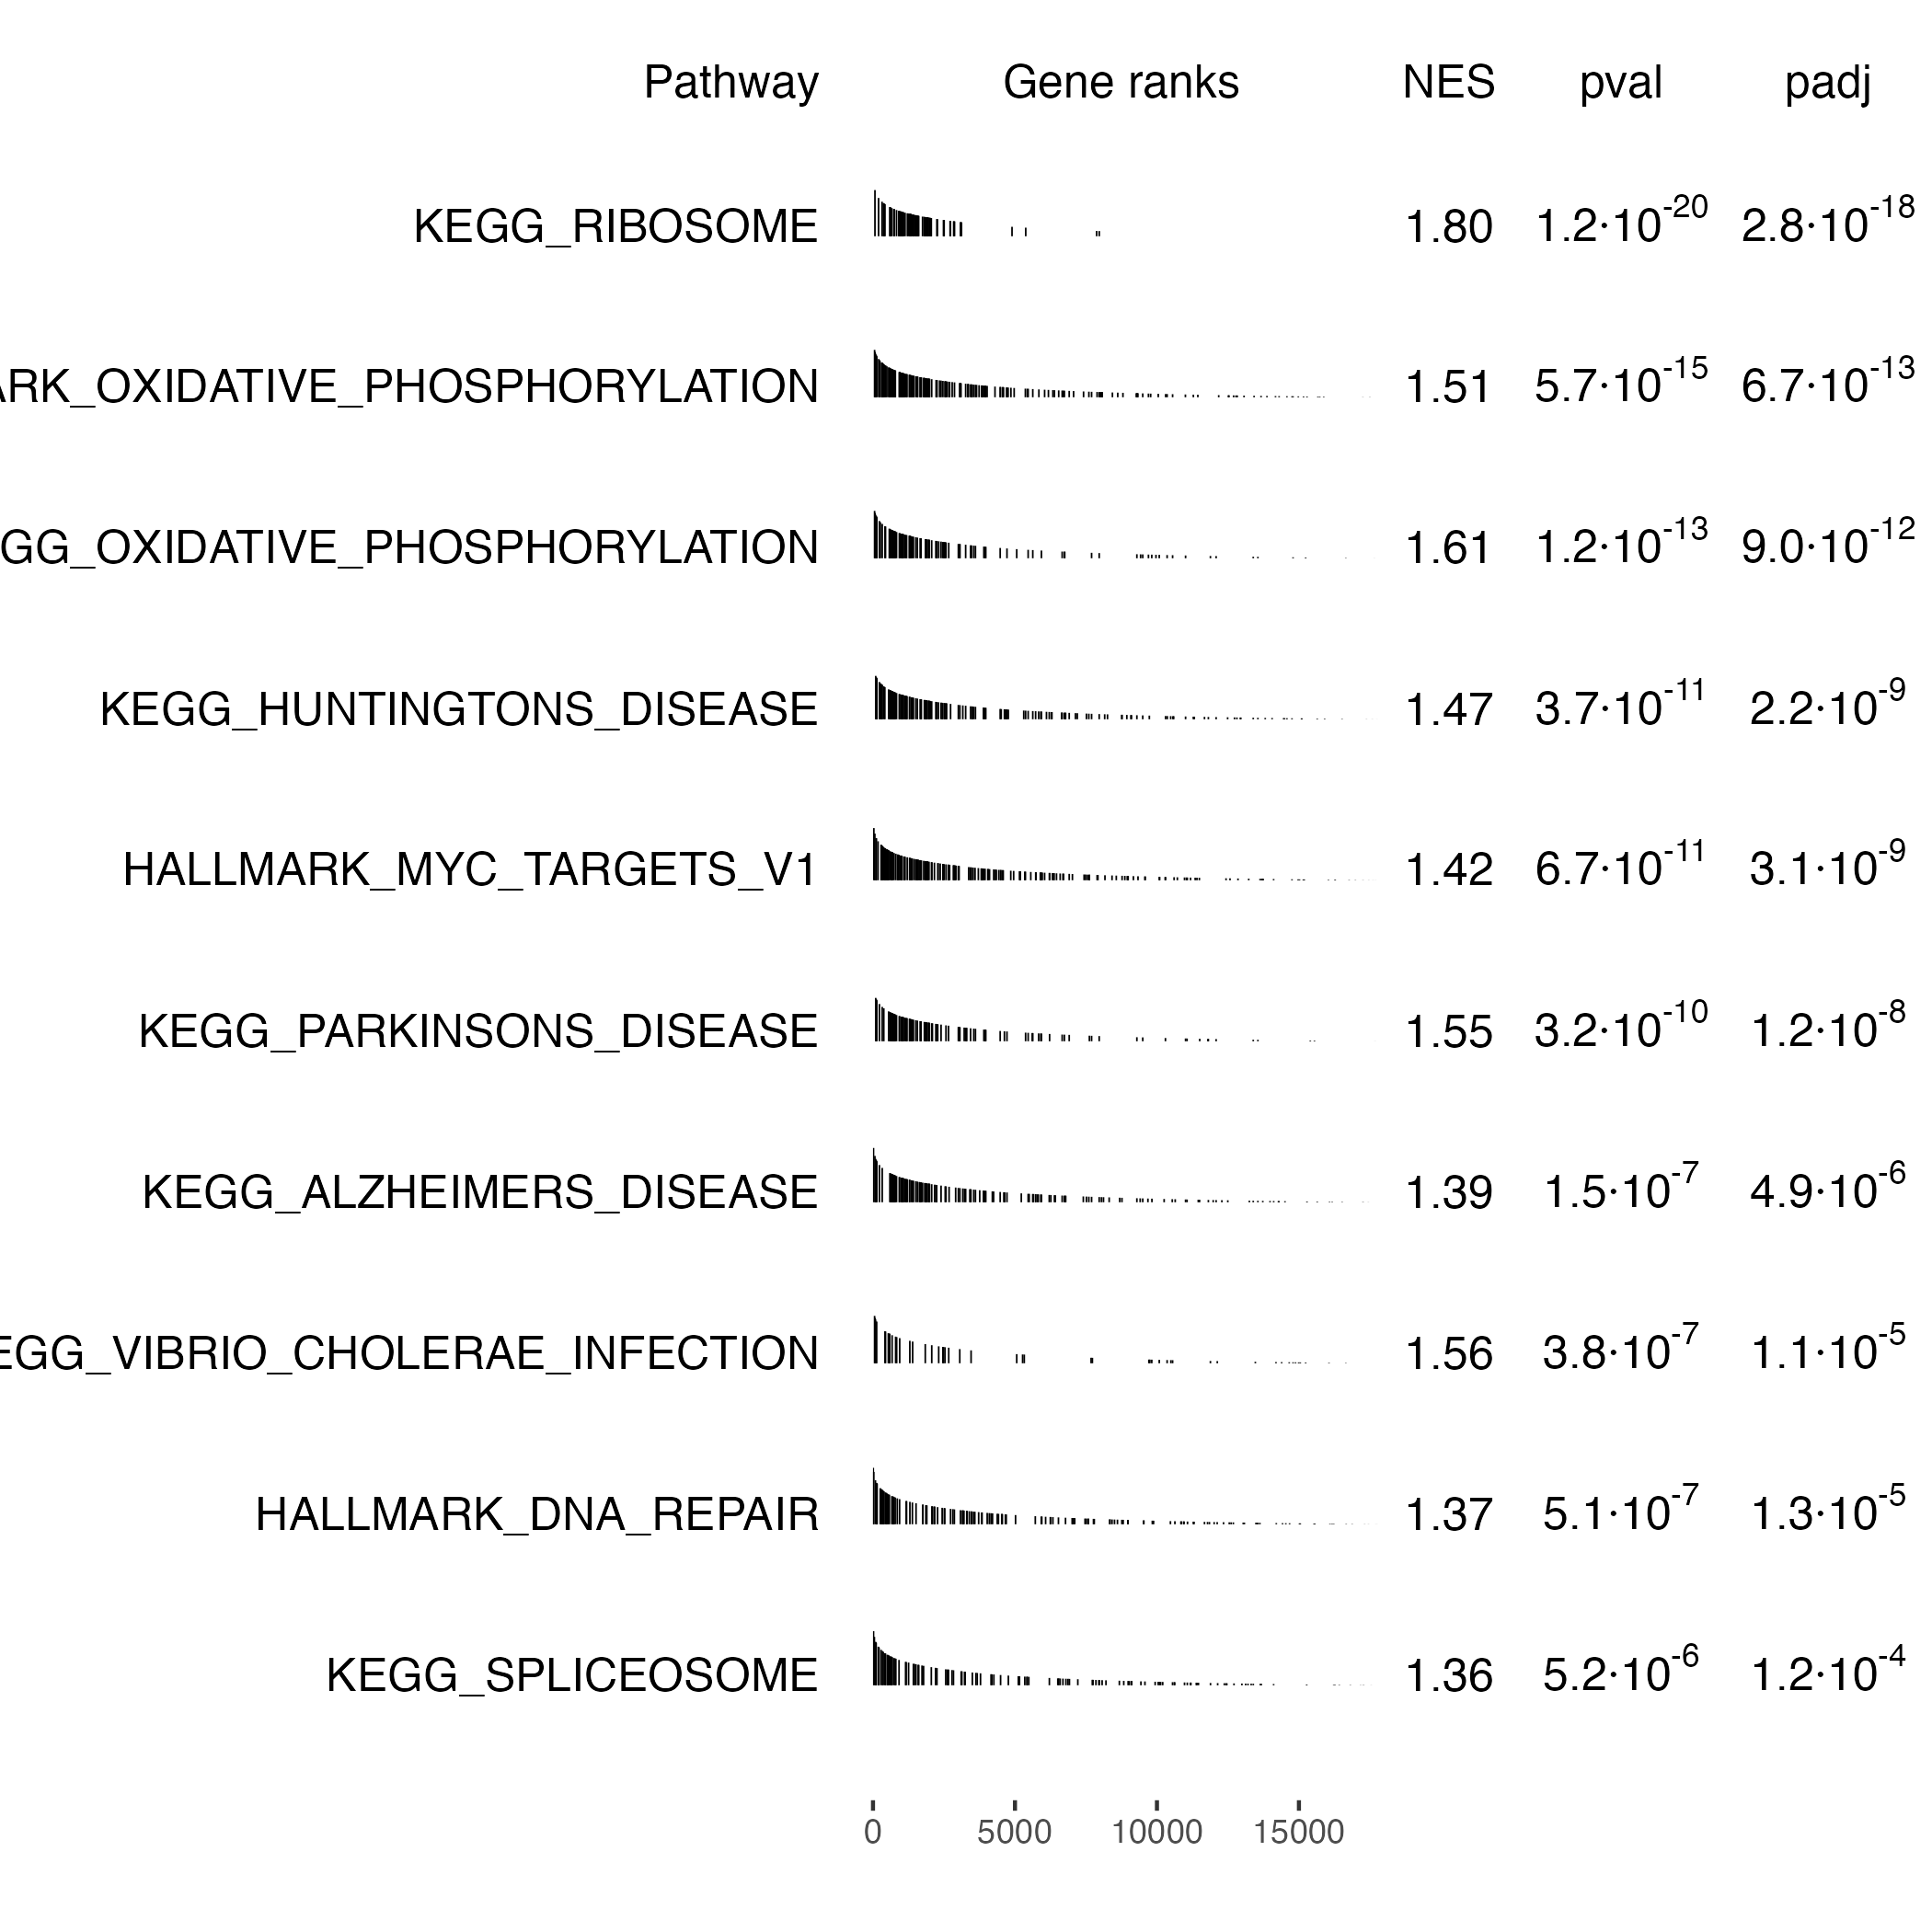 Pathway Gene ranks NES pval padj
KEGG_RIBOSOME 1.80 1.2·10^-20 2.8·10^-18
ARK_OXIDATIVE_PHOSPHORYLATION 1.51 5.7·10^-15 6.7·10^-13
GG_OXIDATIVE_PHOSPHORYLATION 1.61 1.2·10^-13 9.0·10^-12
KEGG_HUNTINGTONS_DISEASE 1.47 3.7·10^-11 2.2·10^-9
HALLMARK_MYC_TARGETS_V1 1.42 6.7·10^-11 3.1·10^-9
KEGG_PARKINSONS_DISEASE 1.55 3.2·10^-10 1.2·10^-8
KEGG_ALZHEIMERS_DISEASE 1.39 1.5·10^-7 4.9·10^-6
EGG_VIBRIO_CHOLERAE_INFECTION 1.56 3.8·10^-7 1.1·10^-5
HALLMARK_DNA_REPAIR 1.37 5.1·10^-7 1.3·10^-5
KEGG_SPLICEOSOME 1.36 5.2·10^-6 1.2·10^-4
0 5000 10000 15000